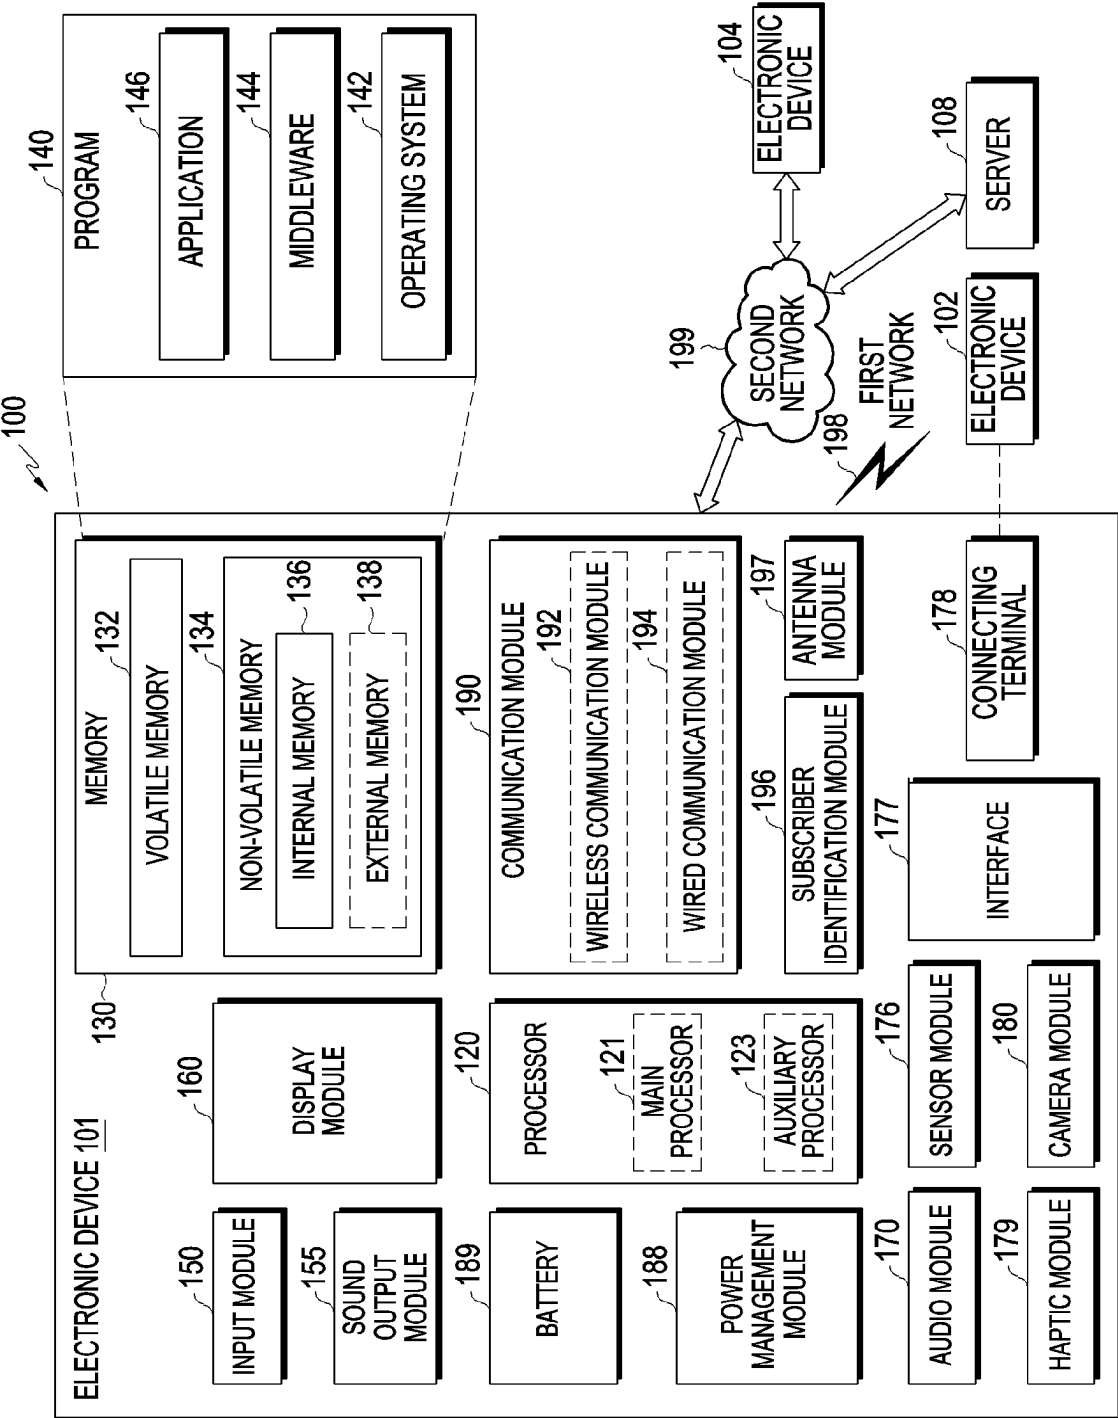 100
ELECTRONIC DEVICE 101
150
INPUT MODULE
155
SOUND
OUTPUT
MODULE
160
DISPLAY
MODULE
130
MEMORY
132
VOLATILE MEMORY
134
NON-VOLATILE MEMORY
136
INTERNAL MEMORY
138
EXTERNAL MEMORY
140
PROGRAM
146
APPLICATION
144
MIDDLEWARE
142
OPERATING SYSTEM
189
BATTERY
188
POWER
MANAGEMENT
MODULE
120
PROCESSOR
121
MAIN
PROCESSOR
123
AUXILIARY
PROCESSOR
190
COMMUNICATION MODULE
192
WIRELESS COMMUNICATION MODULE
194
WIRED COMMUNICATION MODULE
196
SUBSCRIBER
IDENTIFICATION MODULE
197
ANTENNA
MODULE
199
SECOND
NETWORK
104
ELECTRONIC
DEVICE
198
FIRST
NETWORK
170
AUDIO MODULE
176
SENSOR MODULE
177
INTERFACE
178
CONNECTING
TERMINAL
102
ELECTRONIC
DEVICE
108
SERVER
179
HAPTIC MODULE
180
CAMERA MODULE